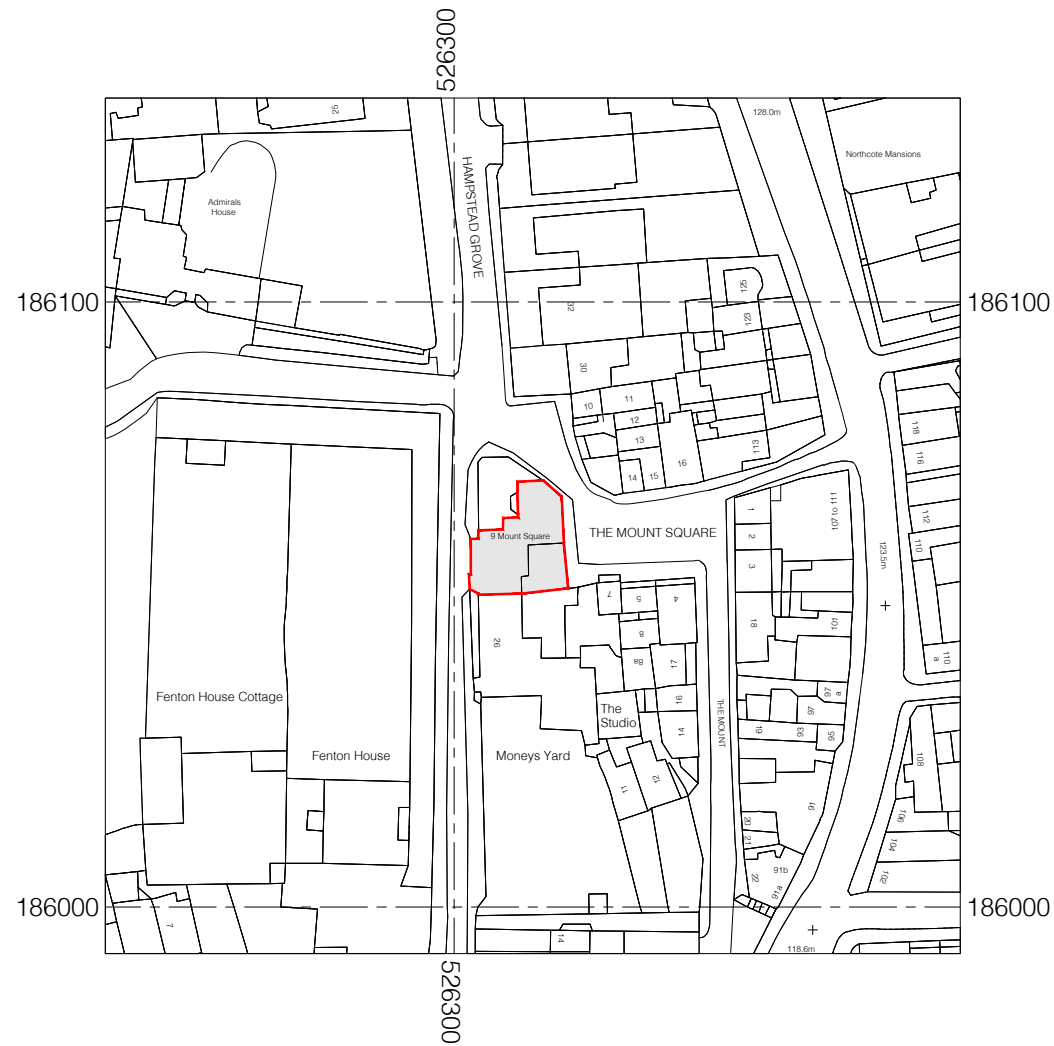 526300
25
128.0m
Northcote Mansions
HAMPSTEAD GROVE
Admirals
House
125
186100
186100
32
123
30
10
11
12
13
14
15
16
113
118
116
112
110
110
a
1
2
3
107 to 111
THE MOUNT SQUARE
9 Mount Square
123.5m
7
5
4
8
8a
17
18
101
26
Fenton House Cottage
The
Studio
16
14
THE MOUNT
97
a
97
19
93
95
Fenton House
Moneys Yard
11
12
108
91
106
104
102
20
21
22
91b
91a
186000
186000
7
14
118.6m
526300